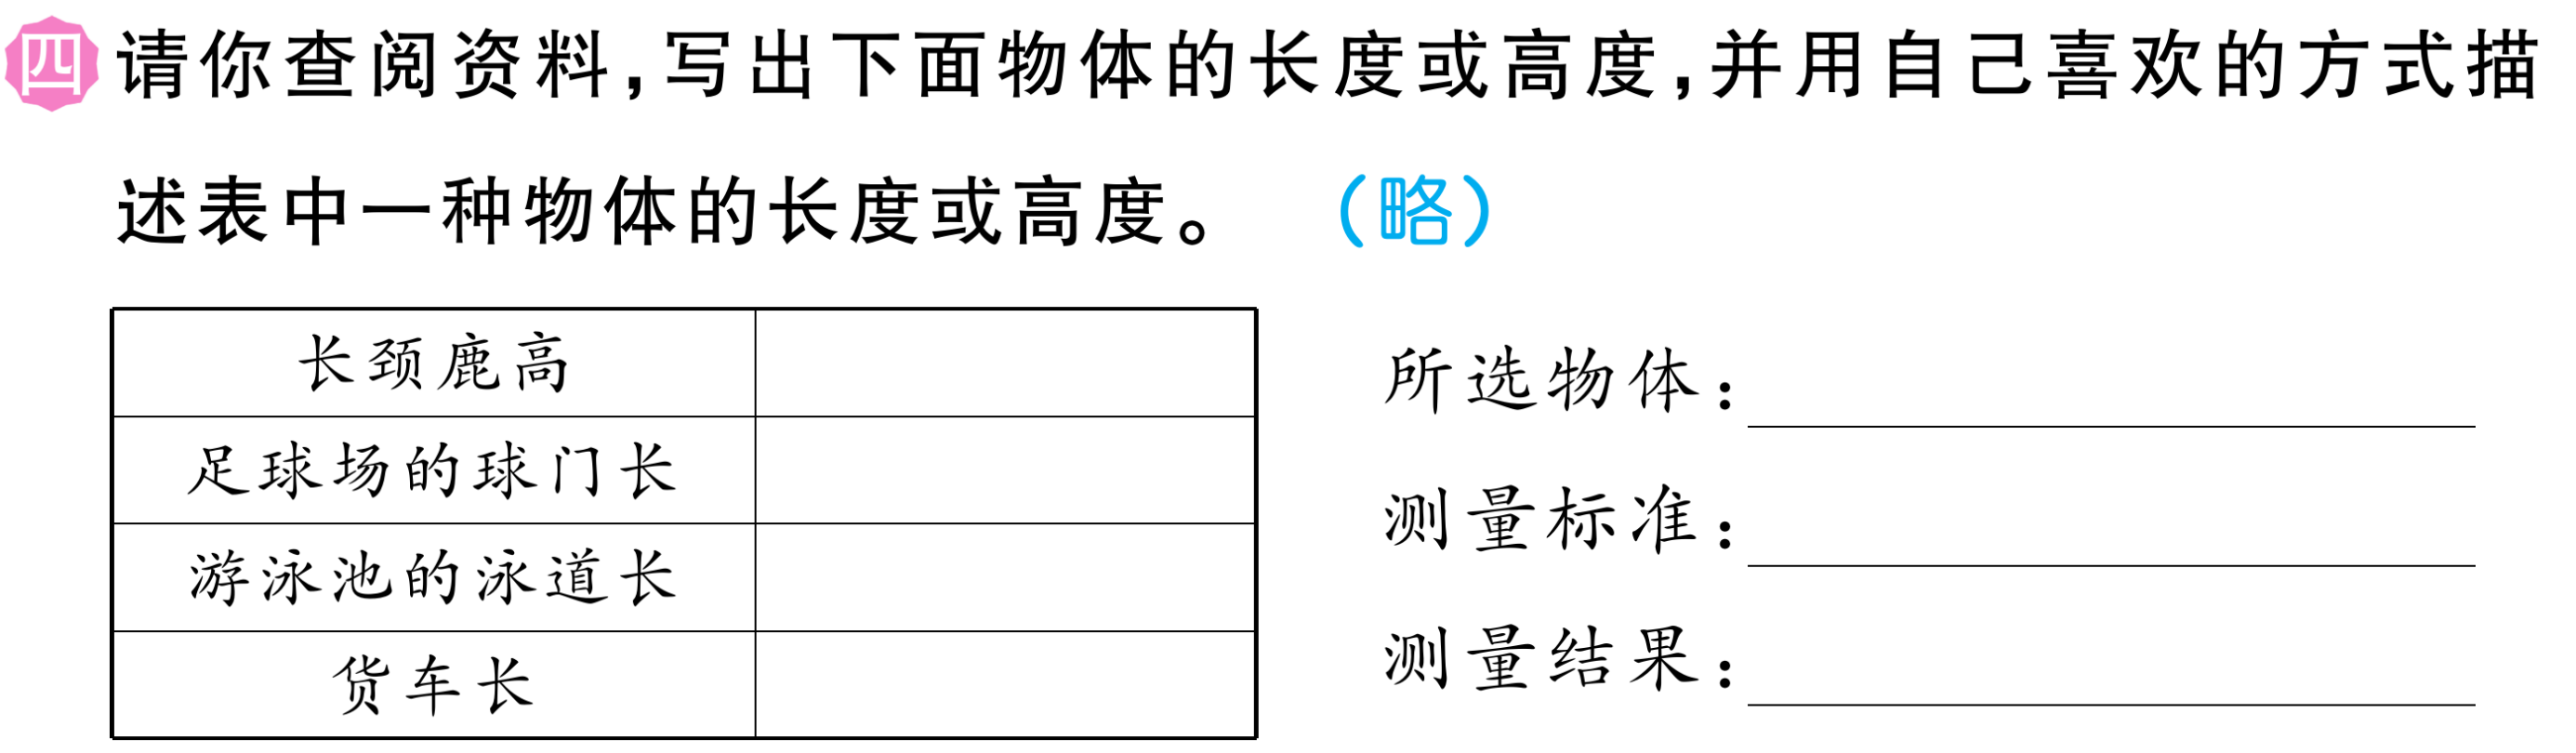 四 请你查阅资料,写出下面物体的长度或高度,并用自己喜欢的方式描
述表中一种物体的长度或高度。 (略)
长颈鹿高
足球场的球门长
游泳池的泳道长
货车长
所选物体:
测量标准:
测量结果: